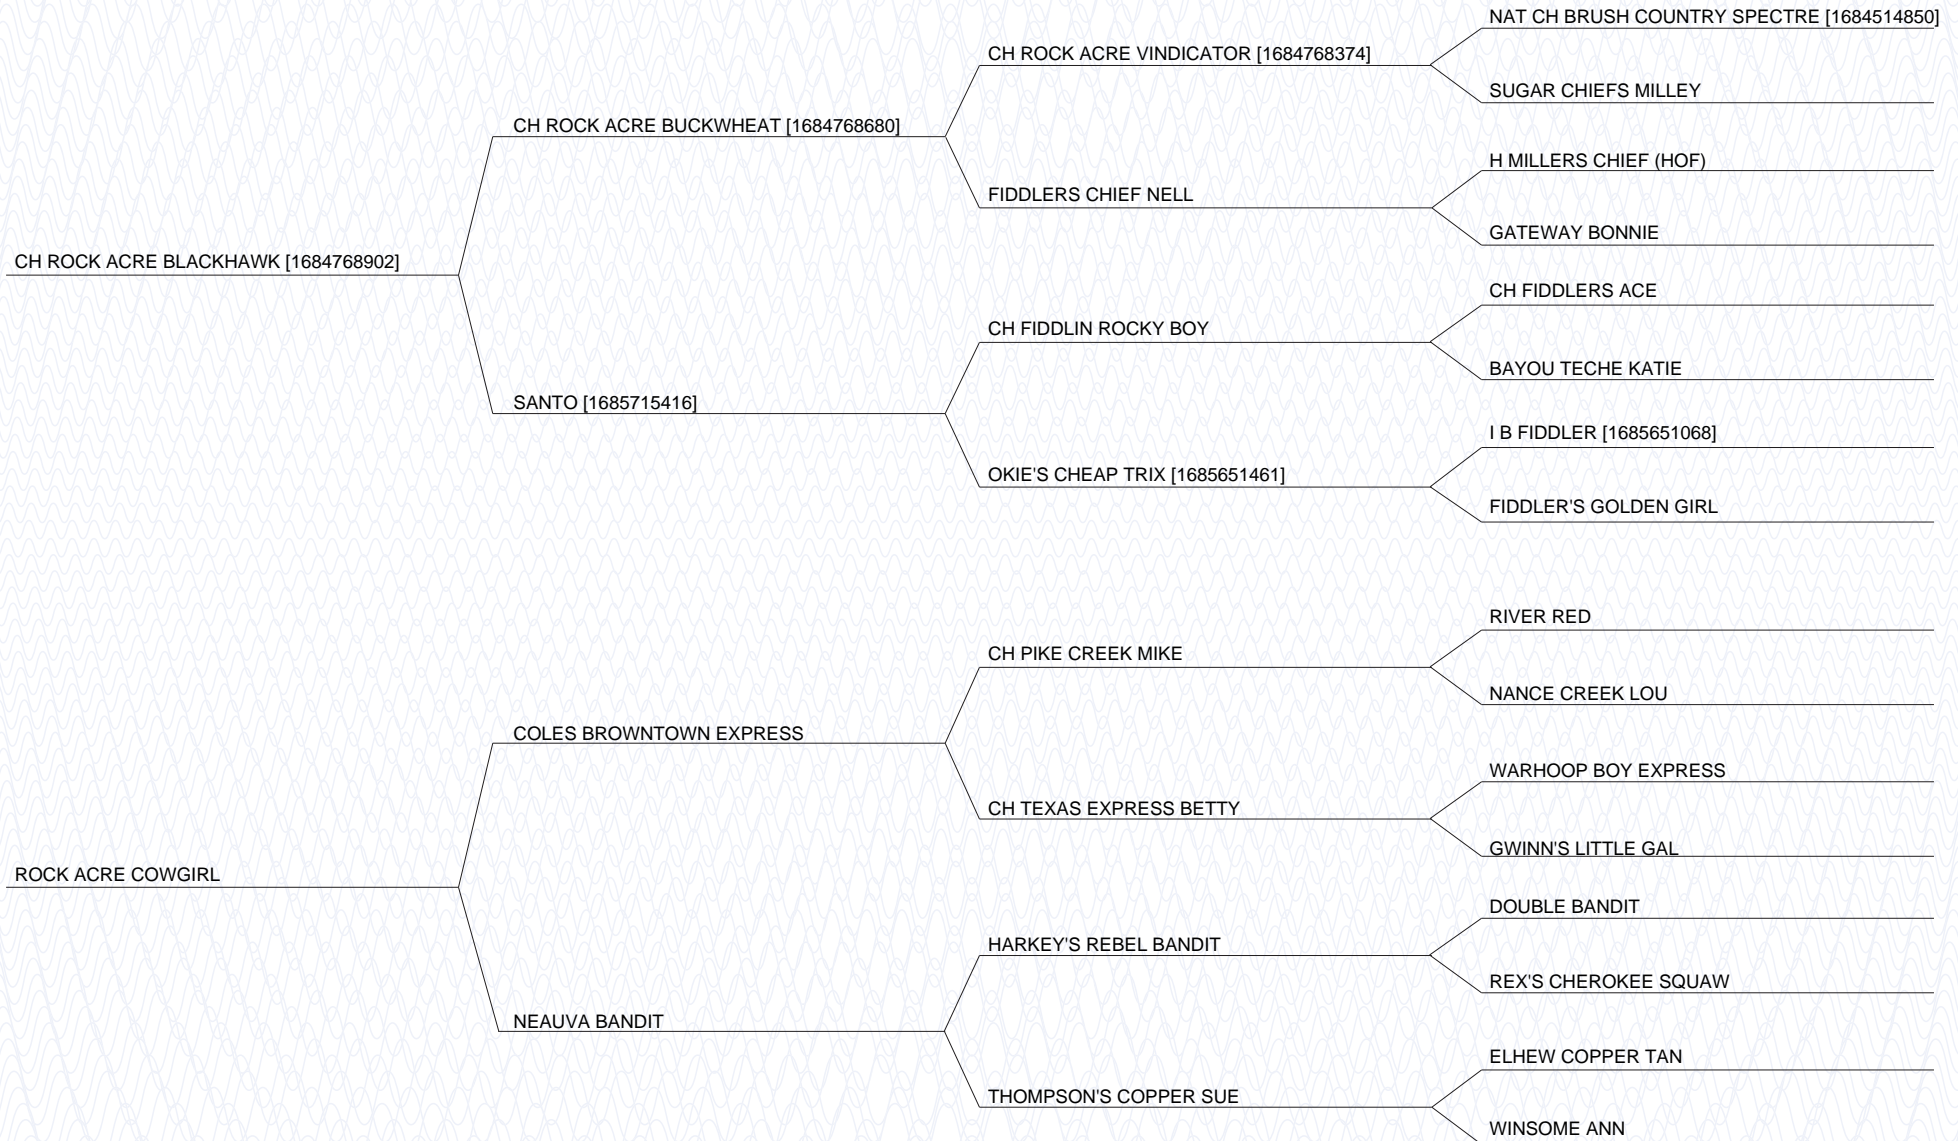 NAT CH BRUSH COUNTRY SPECTRE [1684514850]
CH ROCK ACRE VINDICATOR [1684768374]
SUGAR CHIEFS MILLEY
CH ROCK ACRE BUCKWHEAT [1684768680]
H MILLERS CHIEF (HOF)
FIDDLERS CHIEF NELL
GATEWAY BONNIE
CH ROCK ACRE BLACKHAWK [1684768902]
CH FIDDLERS ACE
CH FIDDLIN ROCKY BOY
BAYOU TECHE KATIE
SANTO [1685715416]
I B FIDDLER [1685651068]
OKIE'S CHEAP TRIX [1685651461]
FIDDLER'S GOLDEN GIRL
RIVER RED
CH PIKE CREEK MIKE
NANCE CREEK LOU
COLES BROWNTOWN EXPRESS
WARHOOP BOY EXPRESS
CH TEXAS EXPRESS BETTY
GWINN'S LITTLE GAL
ROCK ACRE COWGIRL
DOUBLE BANDIT
HARKEY'S REBEL BANDIT
REX'S CHEROKEE SQUAW
NEAUVA BANDIT
ELHEW COPPER TAN
THOMPSON'S COPPER SUE
WINSOME ANN